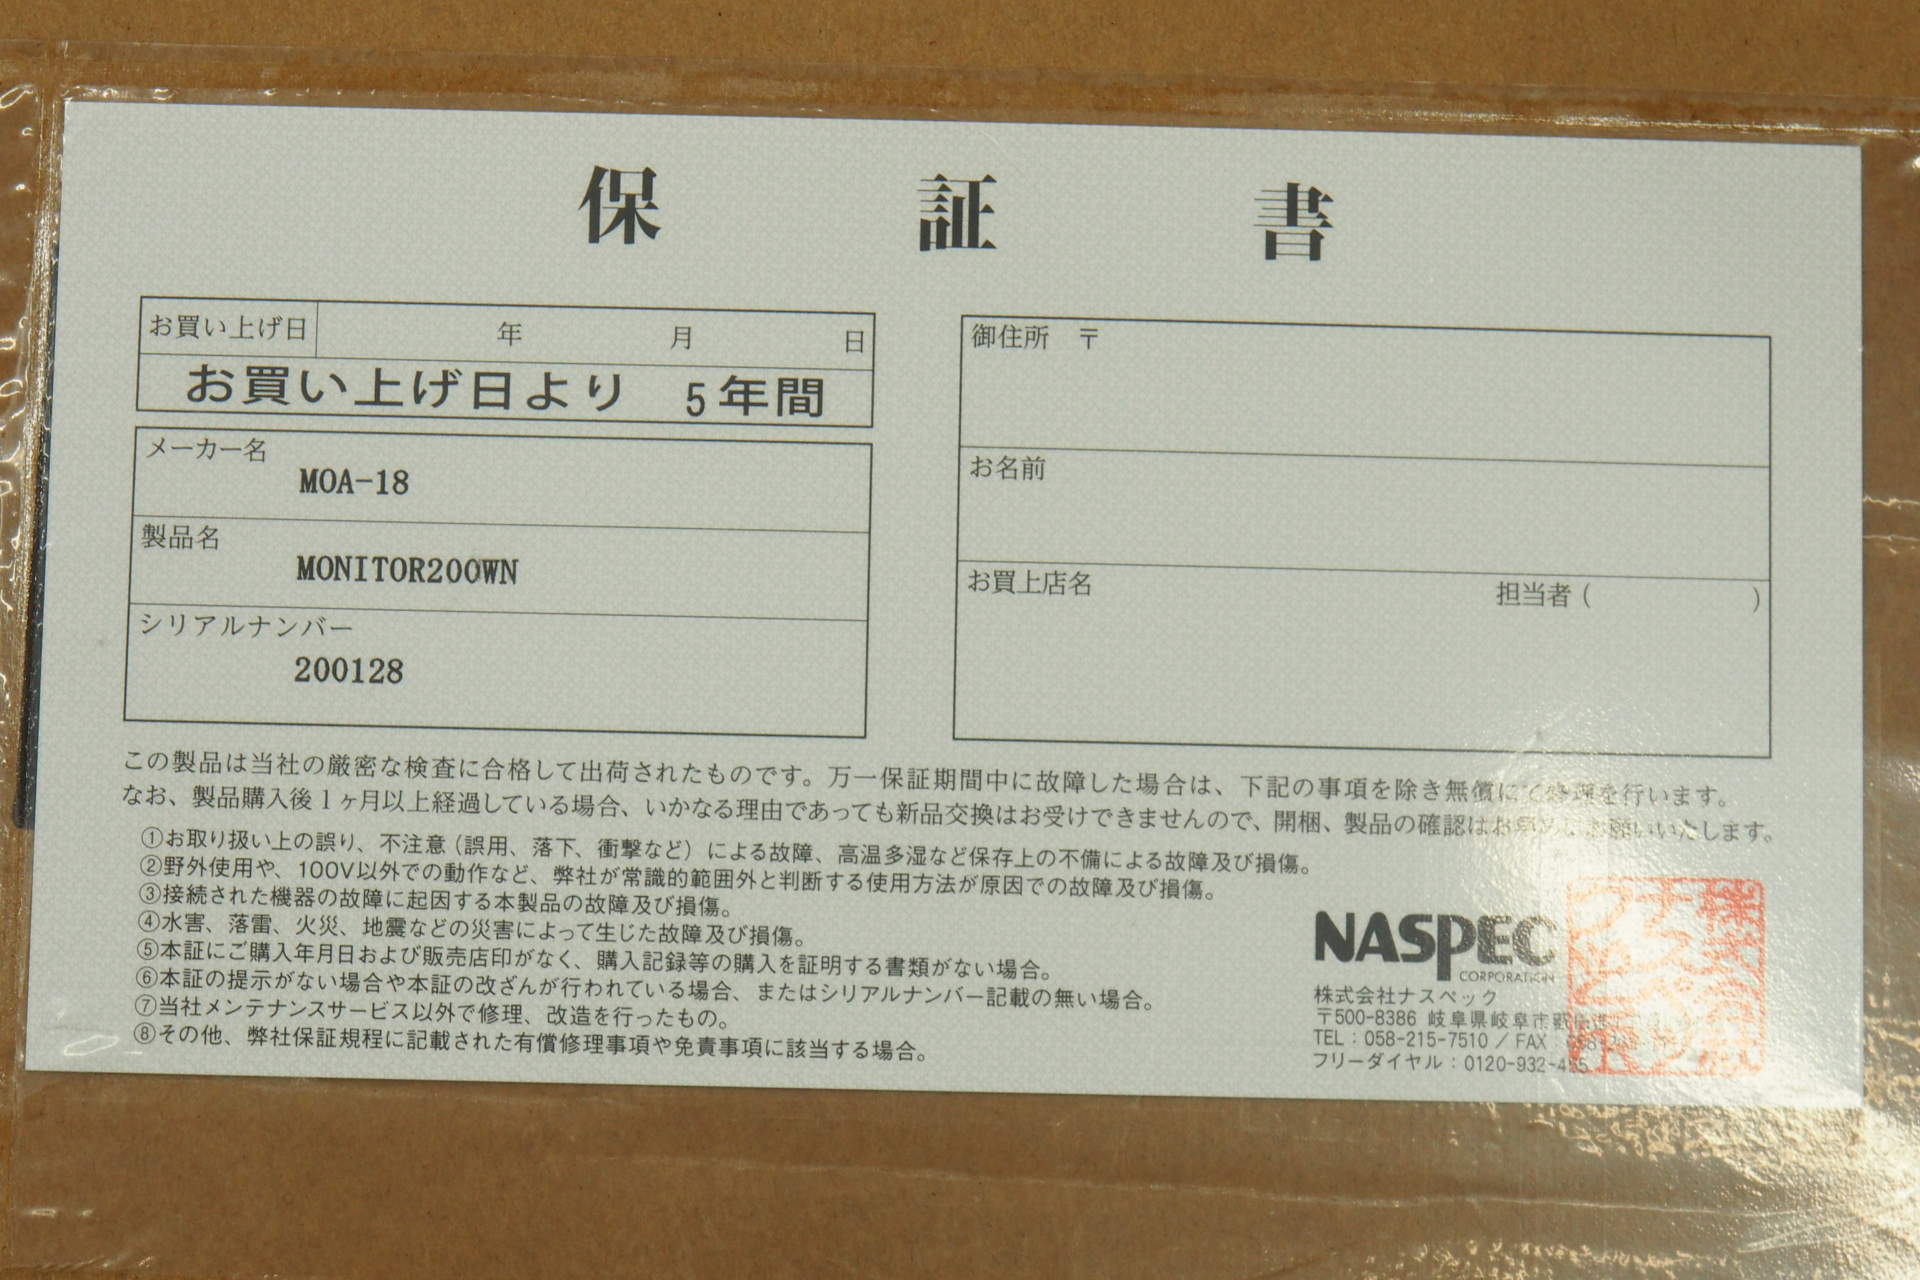 保証書
お買い上げ日 年 月 日
お買い上げ日より 5年間
メーカー名
MOA-18
製品名
MONITOR200WN
シリアルナンバー
200128
御住所 〒
お名前
お買上店名 担当者 ( )
この製品は当社の厳密な検査に合格して出荷されたものです。万一保証期間中に故障した場合は、下記の事項を除き無償にて修理を行います。
なお、製品購入後1ヶ月以上経過している場合、いかなる理由であっても新品交換はお受けできませんので、開梱、製品の確認はお早めにお願いいたします。
①お取り扱い上の誤り、不注意(誤用、落下、衝撃など)による故障、高温多湿など保存上の不備による故障及び損傷。
②野外使用や、100V以外での動作など、弊社が常識的範囲外と判断する使用方法が原因での故障及び損傷。
③接続された機器の故障に起因する本製品の故障及び損傷。
④水害、落雷、火災、地震などの災害によって生じた故障及び損傷。
⑤本証にご購入年月日および販売店印がなく、購入記録等の購入を証明する書類がない場合。
⑥本証の提示がない場合や本証の改ざんが行われている場合、またはシリアルナンバー記載の無い場合。
⑦当社メンテナンスサービス以外で修理、改造を行ったもの。
⑧その他、弊社保証規程に記載された有償修理事項や免責事項に該当する場合。
NASPEC
CORPORATION
株式会社ナスペック
〒500-8386 岐阜県岐阜市
TEL：058-215-7510 / FAX
フリーダイヤル：0120-932-455